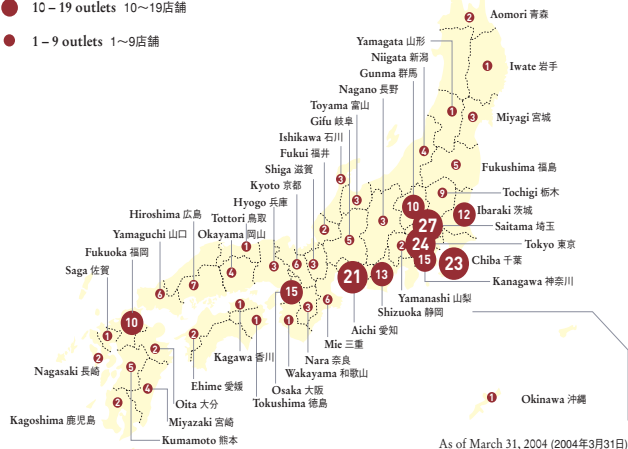 10 – 19 outlets 10～19店舗
1 – 9 outlets 1～9店舗
2
Aomori 青森
Yamagata 山形
Niigata 新潟
1
Iwate 岩手
Gunma 群馬
Nagano 長野
Toyama 富山
1
3
Miyagi 宮城
Gifu 岐阜
Ishikawa 石川
4
Fukui 福井
5
Fukushima 福島
Shiga 滋賀
3
Kyoto 京都
9
Tochigi 栃木
Hyogo 兵庫
3
10
12
Ibaraki 茨城
Hiroshima 広島
Tottori 鳥取
3
27
Saitama 埼玉
Yamaguchi 山口
Okayama 岡山
2
5
2
24
Tokyo 東京
Fukuoka 福岡
1
15
23
Chiba 千葉
Saga 佐賀
4
3
6
3
21
13
Kanagawa 神奈川
7
6
15
6
Yamanashi 山梨
1
3
Shizuoka 静岡
10
1
1
Aichi 愛知
1
2
Mie 三重
2
2
Kagawa 香川
Nara 奈良
Nagasaki 長崎
5
Wakayama 和歌山
4
Ehime 愛媛
Osaka 大阪
2
Oita 大分
Tokushima 徳島
1
Okinawa 沖縄
Kagoshima 鹿児島
Miyazaki 宮崎
Kumamoto 熊本
As of March 31, 2004 (2004年3月31日)